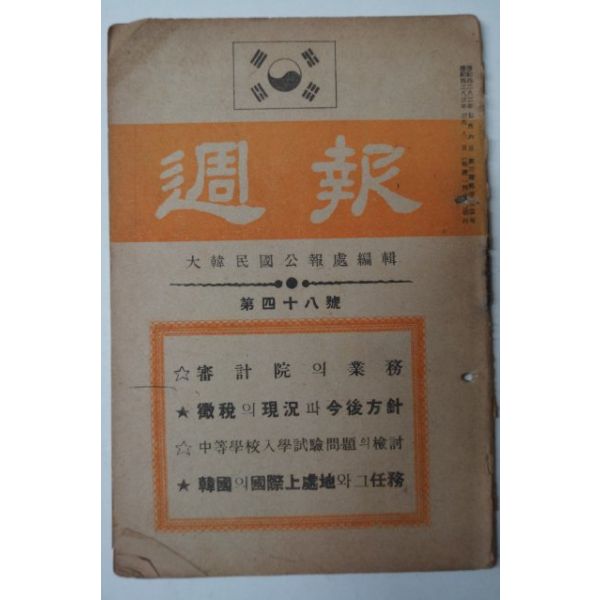 週報
大韓民國公報處編輯
第四十八號
☆審計院의業務
★徵稅의現況과今後方針
☆中等學校入學試驗問題의檢討
★韓國의國際上處地와그任務